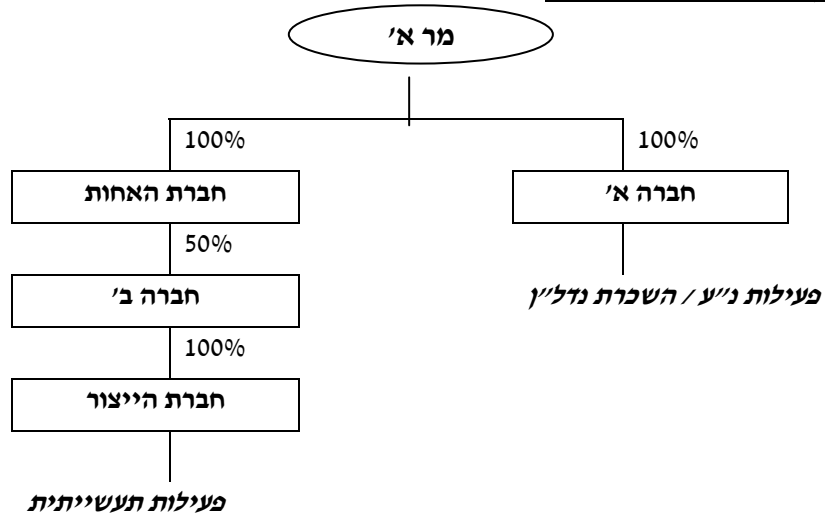 מר א'
100%
100%
חברה א'
חברת האחות
50%
פעילות נ"ע / השכרת נדל"ן
חברה ב'
100%
חברת הייצור
פעילות תעשייתית